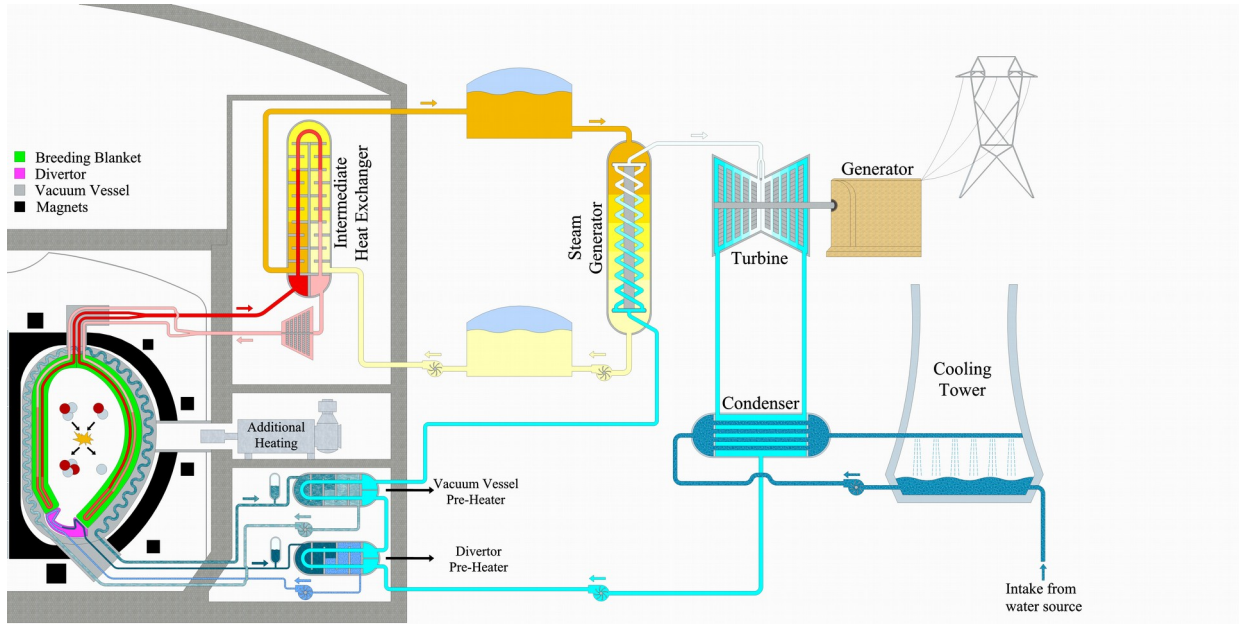 Breeding Blanket
Divertor
Vacuum Vessel
Magnets
Intermediate
Heat Exchanger
Steam
Generator
Turbine
Generator
Condenser
Cooling
Tower
Additional
Heating
Vacuum Vessel
Pre-Heater
Divertor
Pre-Heater
Intake from
water source